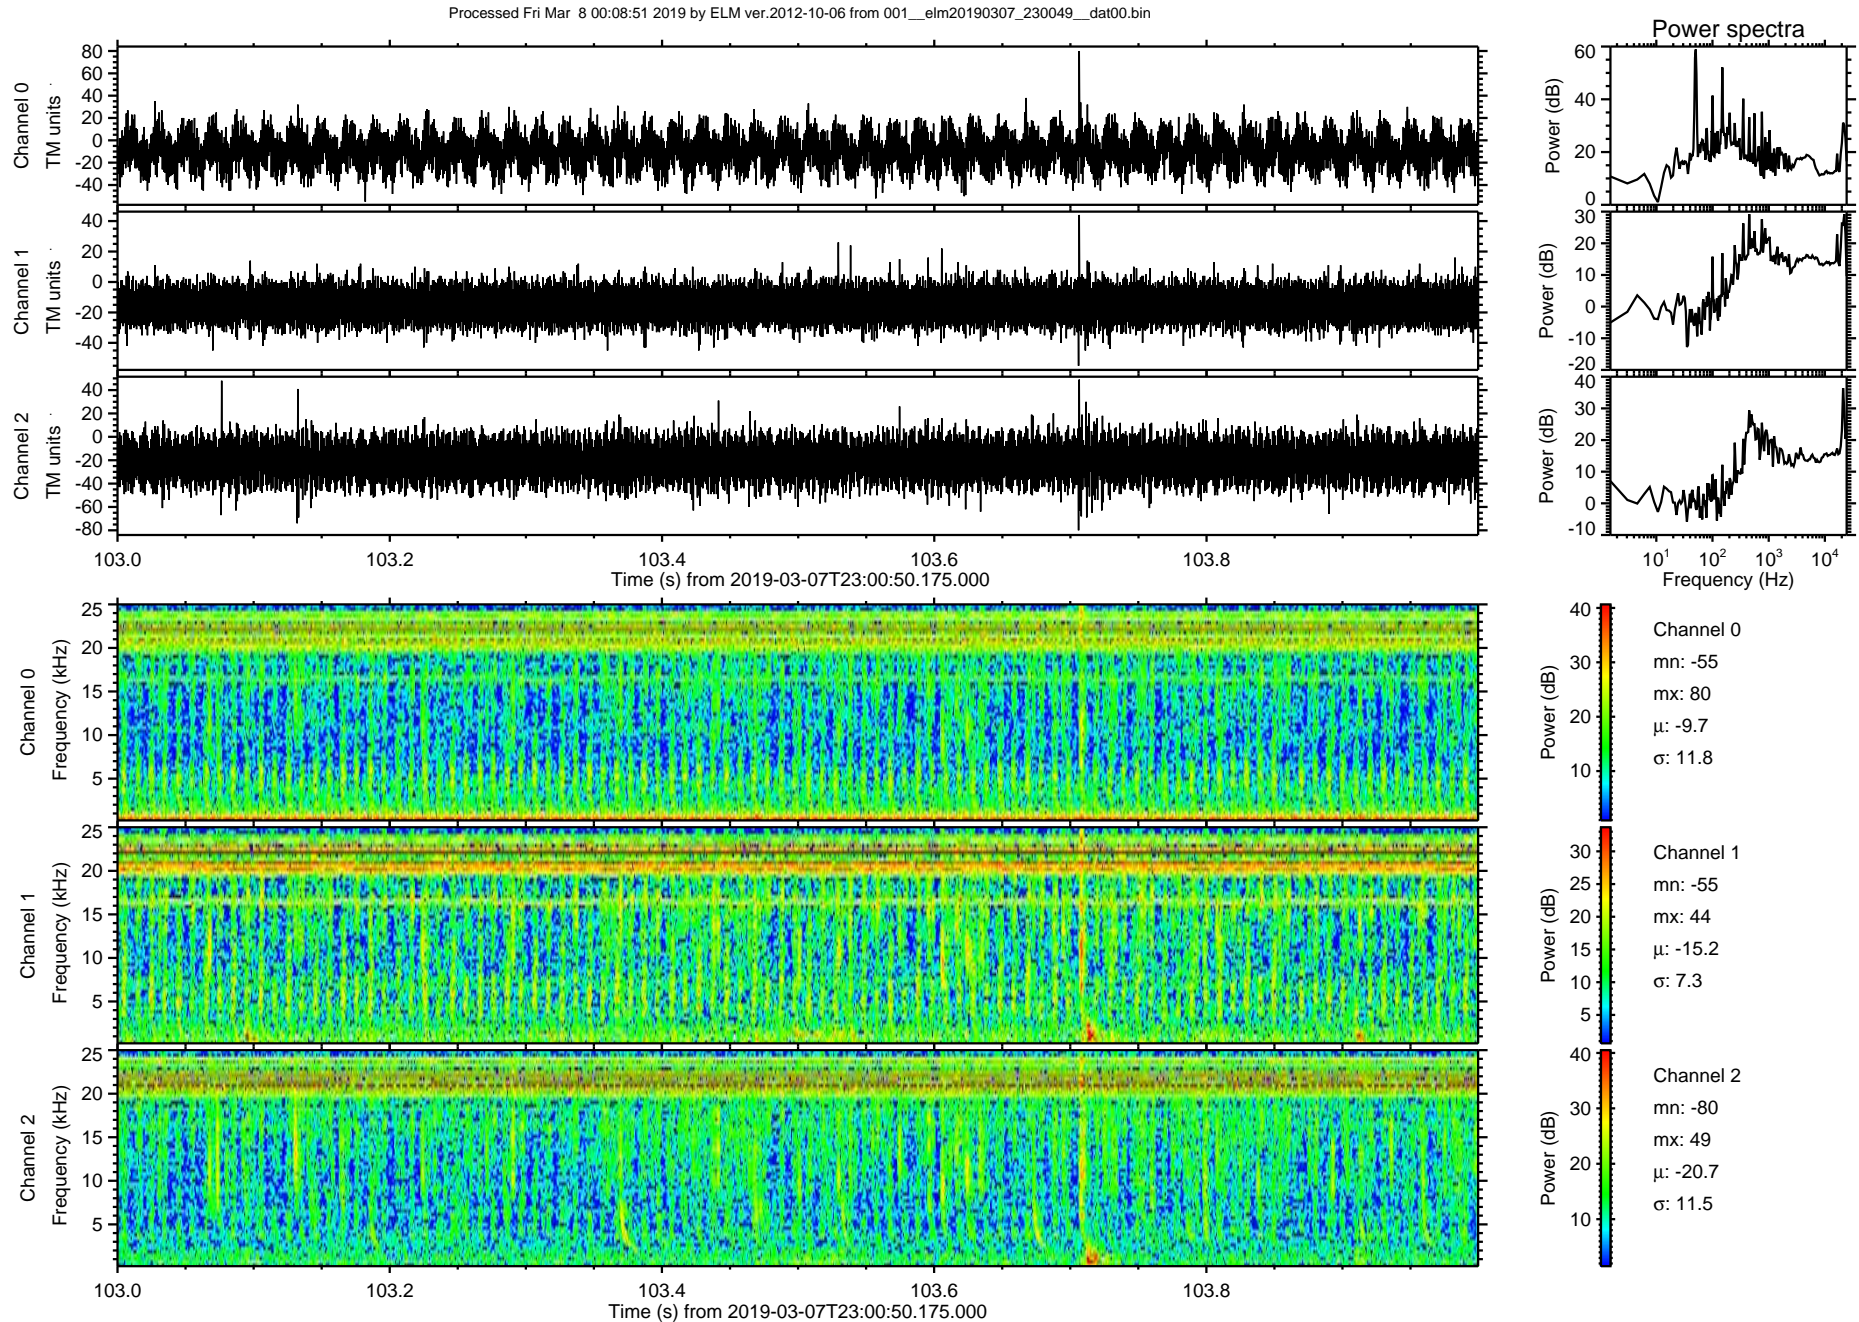 Processed Fri Mar  8 00:08:51 2019 by ELM ver.2012-10-06 from 001__elm20190307_230049__dat00.bin
Power spectra
Channel 0
TM units
80
60
40
20
0
-20
-40
Power (dB)
60
40
20
0
Channel 1
TM units
40
20
0
-20
-40
Power (dB)
30
20
10
0
-10
-20
Channel 2
TM units
40
20
0
-20
-40
-60
-80
Power (dB)
40
30
20
10
0
-10
103.0 103.2 103.4 103.6 103.8
Time (s) from 2019-03-07T23:00:50.175.000
10^1 10^2 10^3 10^4
Frequency (Hz)
Channel 0
Frequency (kHz)
25
20
15
10
5
Power (dB)
40
30
20
10
Channel 0
mn: -55
mx: 80
μ: -9.7
σ: 11.8
Channel 1
Frequency (kHz)
25
20
15
10
5
Power (dB)
30
25
20
15
10
5
Channel 1
mn: -55
mx: 44
μ: -15.2
σ: 7.3
Channel 2
Frequency (kHz)
25
20
15
10
5
Power (dB)
40
30
20
10
Channel 2
mn: -80
mx: 49
μ: -20.7
σ: 11.5
103.0 103.2 103.4 103.6 103.8
Time (s) from 2019-03-07T23:00:50.175.000